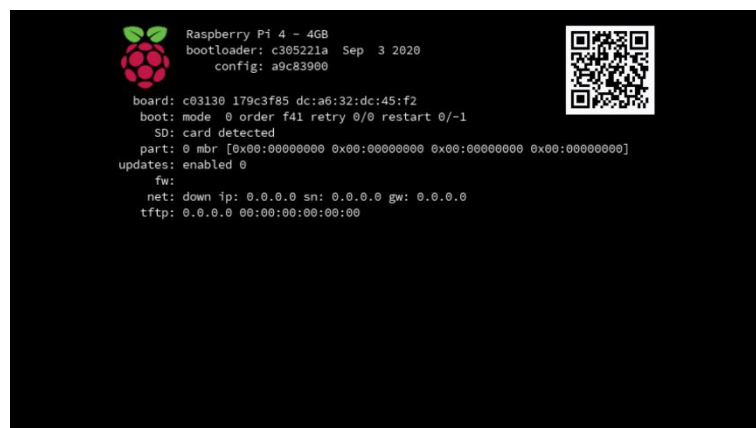 Raspberry Pi 4 - 4GB
bootloader: c305221a Sep 3 2020
config: a9c83900
board: c03130 179c3f85 dc:a6:32:dc:45:f2
boot: mode 0 order f41 retry 0/0 restart 0/-1
SD: card detected
part: 0 mbr [0x00:00000000 0x00:00000000 0x00:00000000 0x00:00000000]
updates: enabled 0
fw:
net: down ip: 0.0.0.0 sn: 0.0.0.0 gw: 0.0.0.0
tftp: 0.0.0.0 00:00:00:00:00:00